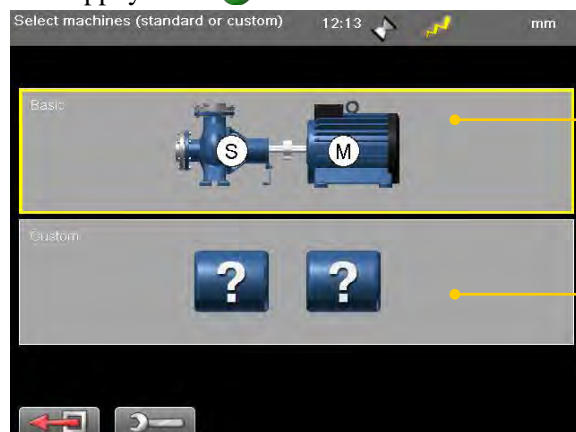 Select machines (standard or custom) 12:13 mm
Basic
S M
Custom
? ?